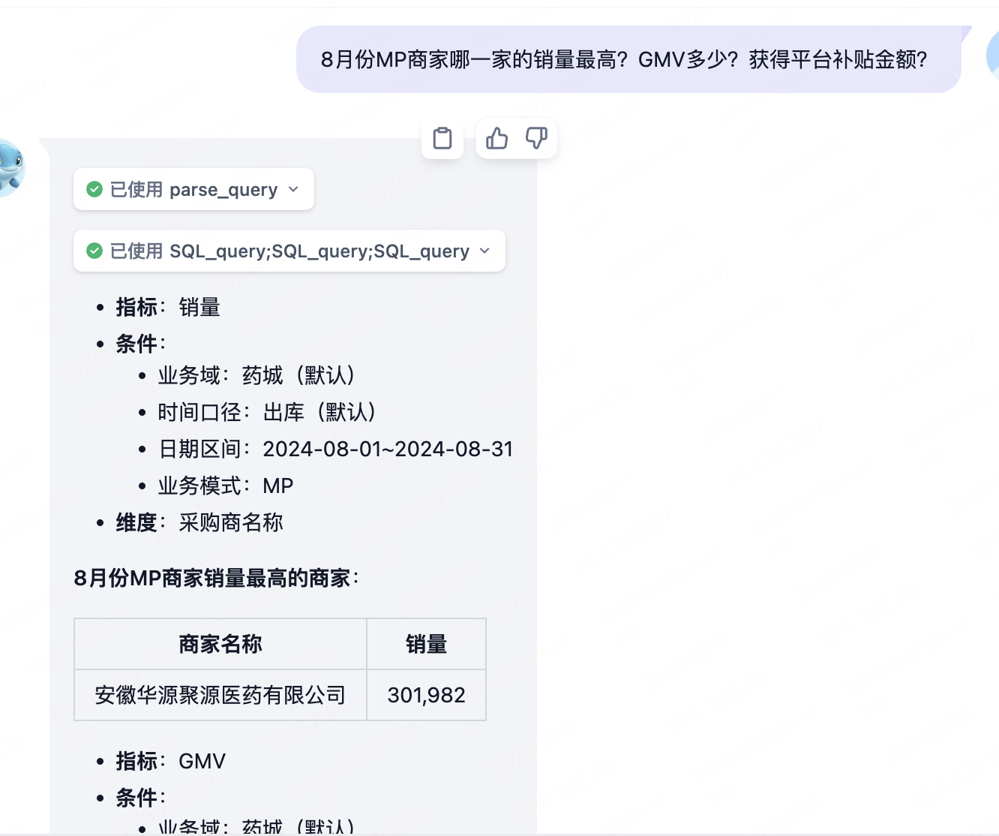 8月份MP商家哪一家的销量最高？GMV多少？获得平台补贴金额？
已使用 parse_query
已使用 SQL_query;SQL_query;SQL_query
指标：销量
条件：
业务域：药城（默认）
时间口径：出库（默认）
日期区间：2024-08-01~2024-08-31
业务模式：MP
维度：采购商名称
8月份MP商家销量最高的商家：
商家名称 销量
安徽华源聚源医药有限公司 301,982
指标：GMV
条件：
业务域：药城（默认）